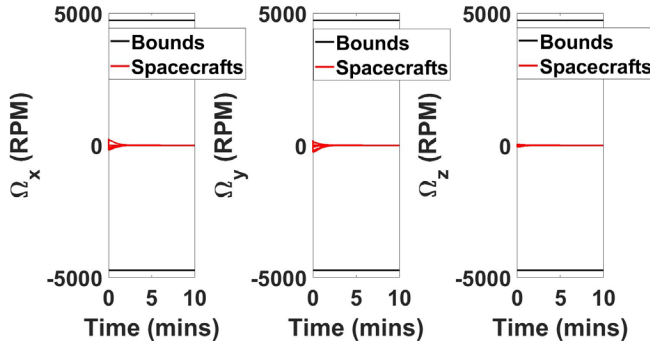 5000
Bounds
Spacecrafts
0
-5000
Ωx (RPM)
0 5 10
Time (mins)
5000
Bounds
Spacecrafts
0
-5000
Ωy (RPM)
0 5 10
Time (mins)
5000
Bounds
Spacecrafts
0
-5000
Ωz (RPM)
0 5 10
Time (mins)